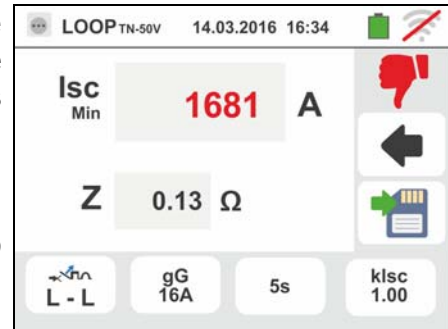 LOOP TN-50V 14.03.2016 16:34
Isc
Min
1681 A
Z 0.13 Ω
L - L
gG
16A
5s
kIsc
1.00